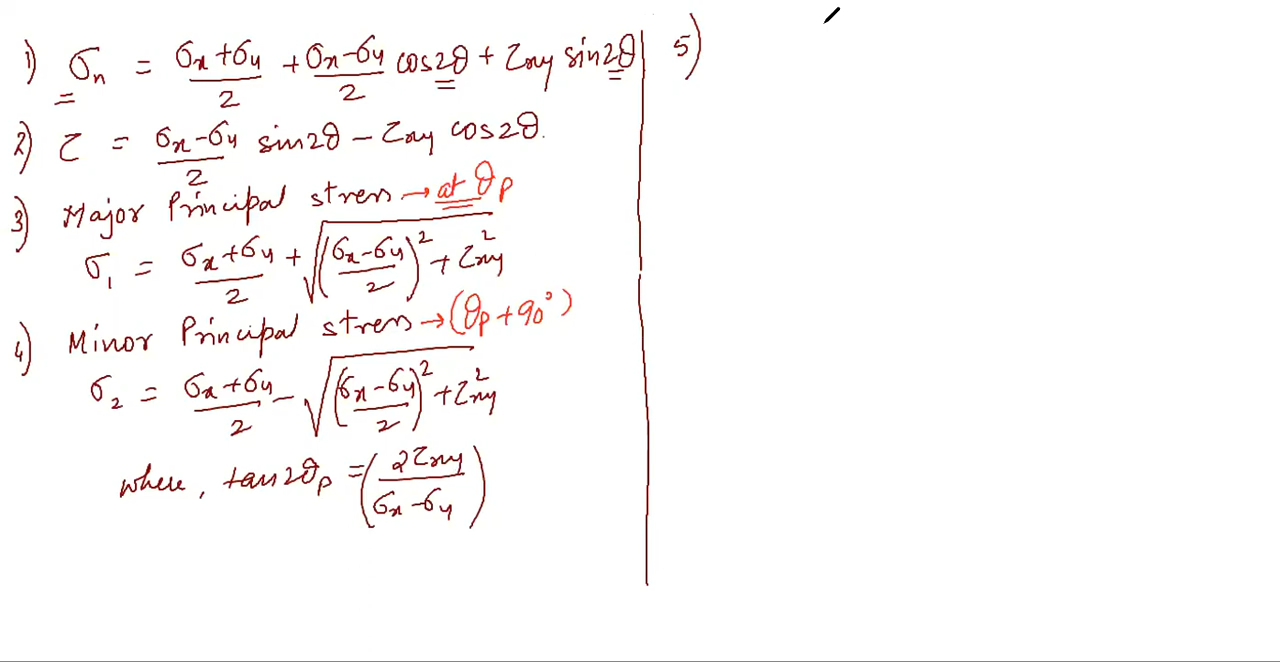 1) σn = σx+σy/2 + σx-σy/2 cos2θ + τxy sin2θ
2) τ = σx-σy/2 sin2θ - τxy cos2θ.
3) Major Principal stress → at θp
σ1 = σx+σy/2 + √(σx-σy/2)² + τxy²
4) Minor Principal stress → (θp + 90°)
σ2 = σx+σy/2 - √(σx-σy/2)² + τxy²
where, tan2θp = (2τxy/σx-σy)
5)